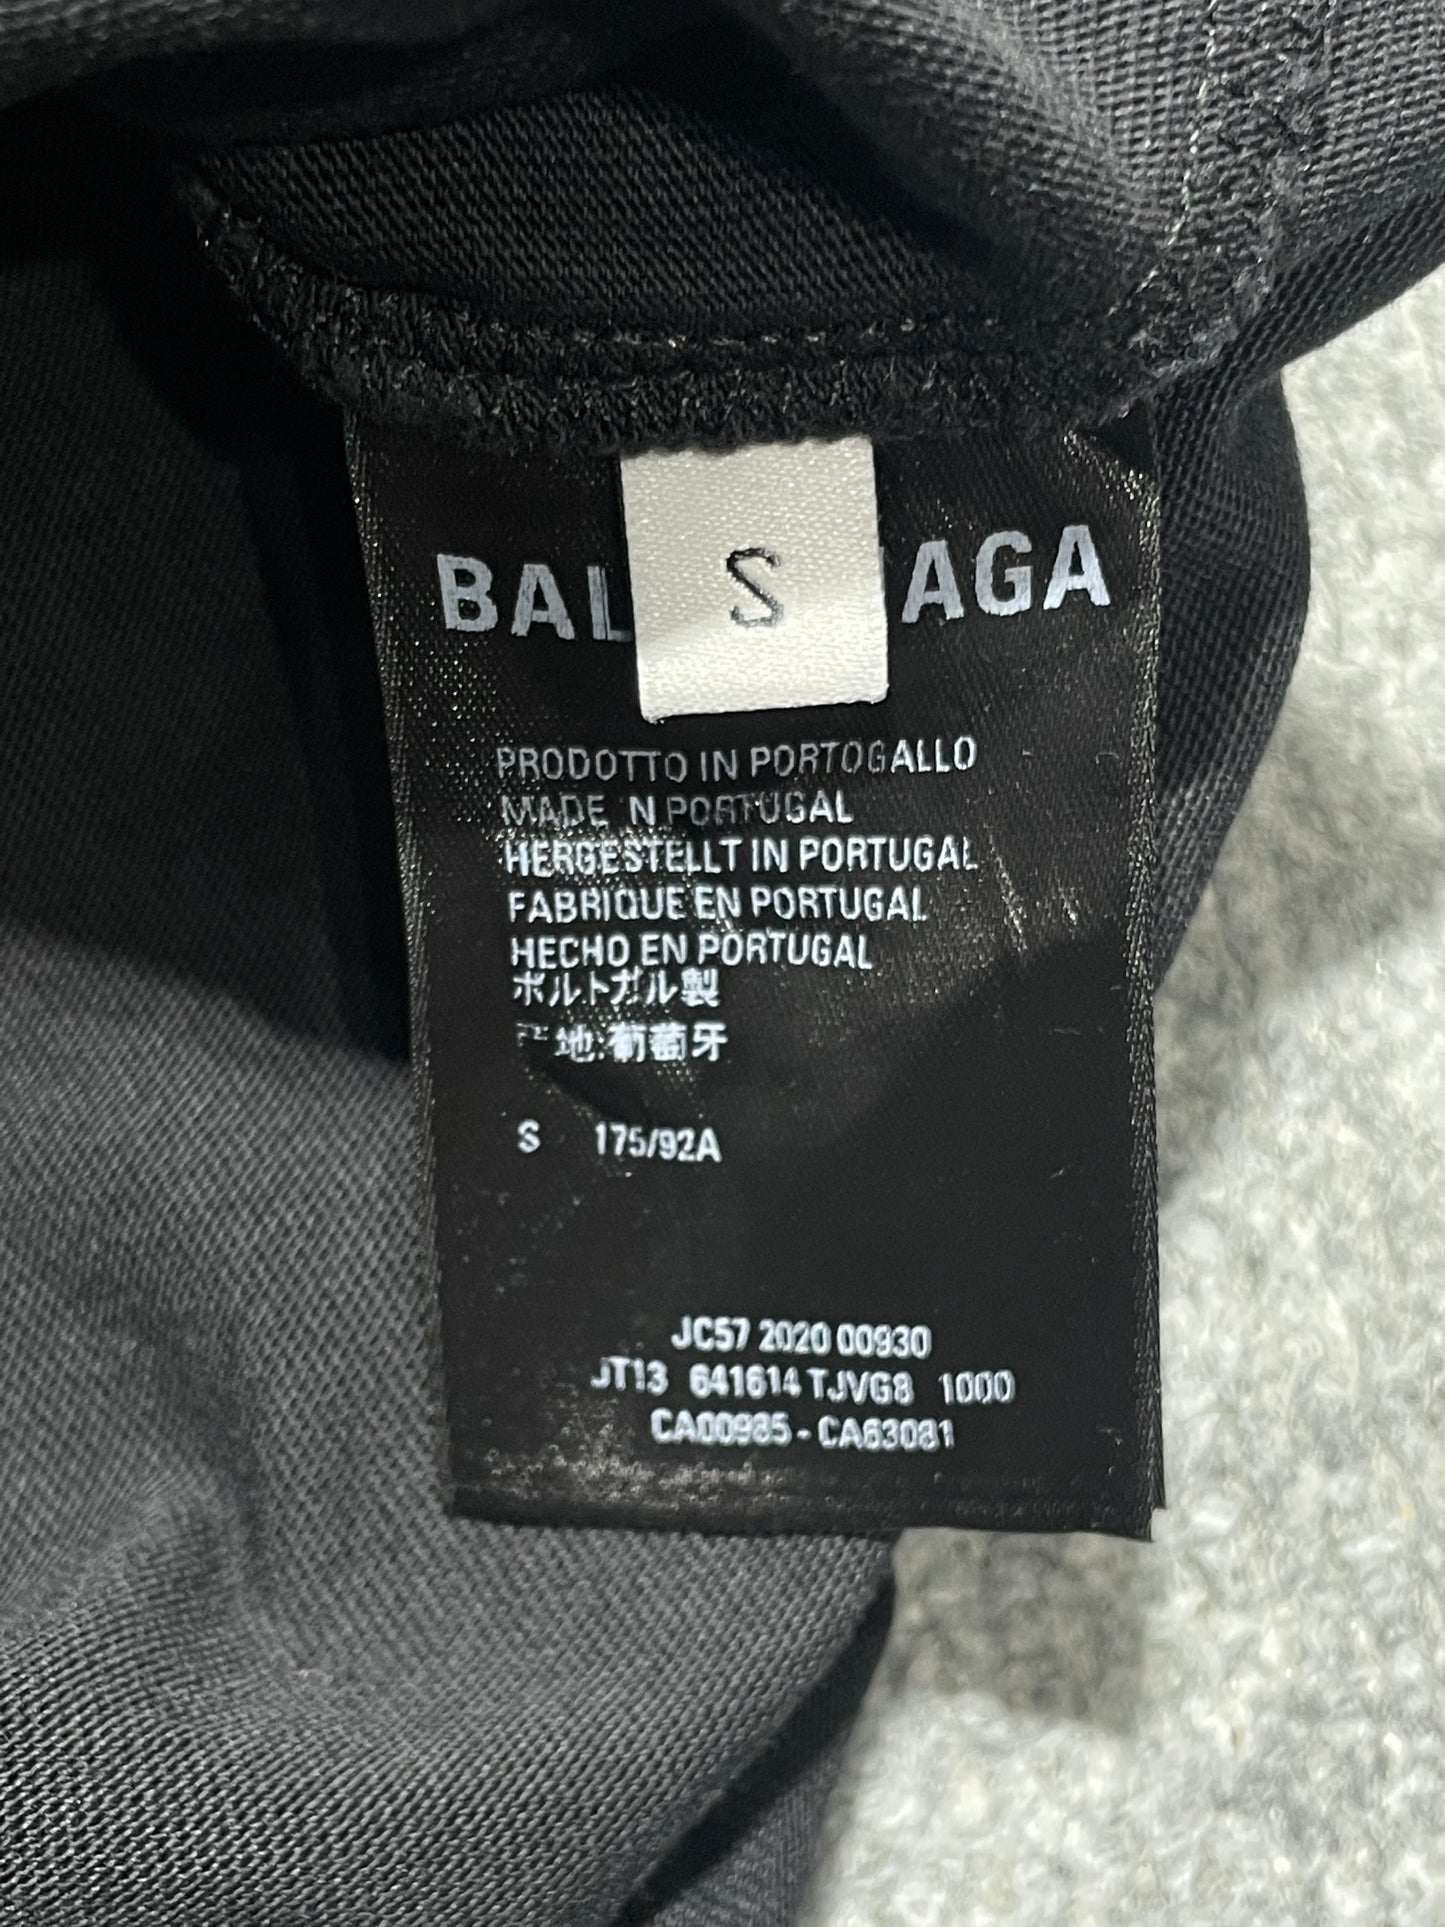 BAL AGA
S
PRODOTTO IN PORTOGALLO
MADE N PORTUGAL
HERGESTELLT IN PORTUGAL
FABRIQUE EN PORTUGAL
HECHO EN PORTUGAL
ポルトガル製
产地:葡萄牙
S 175/92A
JC57 2020 00930
JT13 641614 TJVG8 1000
CA00985 - CA63081